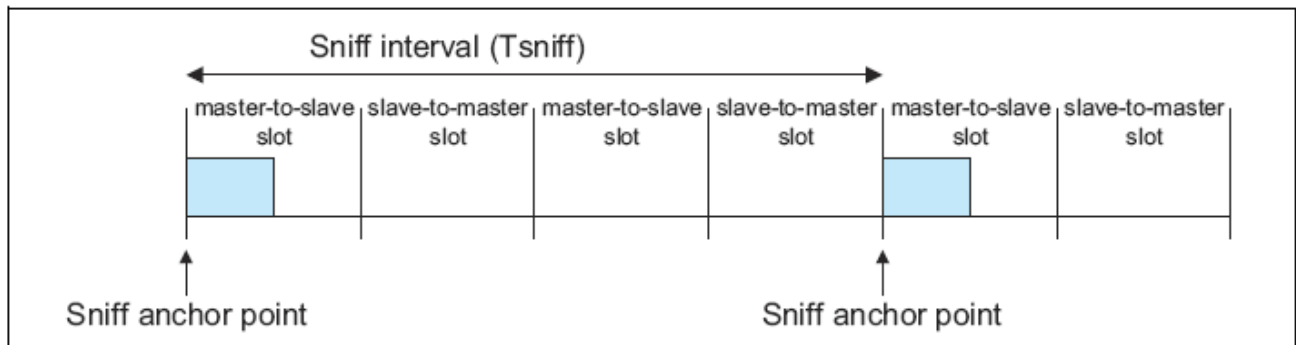 Sniff interval (Tsniff)
master-to-slave slave-to-master master-to-slave slave-to-master master-to-slave slave-to-master
slot slot slot slot slot slot
Sniff anchor point Sniff anchor point